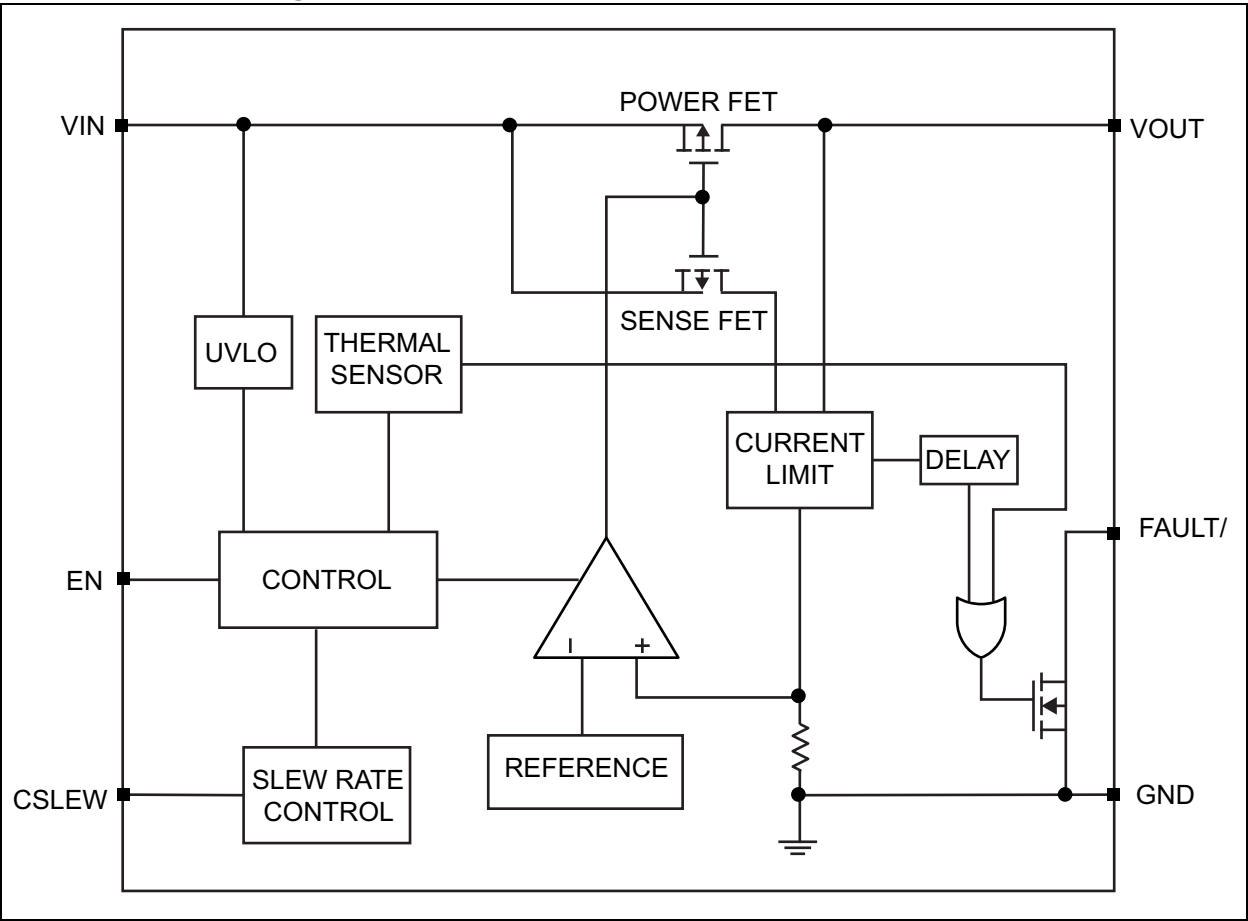 POWER FET
VIN
VOUT
SENSE FET
UVLO
THERMAL
SENSOR
CURRENT
LIMIT
DELAY
FAULT/
EN
CONTROL
– +
REFERENCE
SLEW RATE
CONTROL
CSLEW
GND